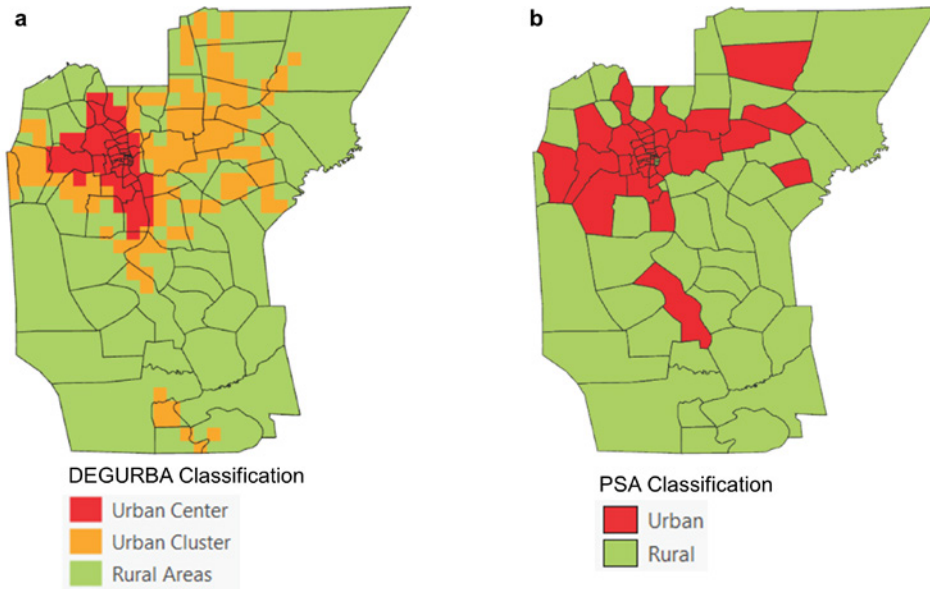 a
b
DEGURBA Classification
Urban Center
Urban Cluster
Rural Areas
PSA Classification
Urban
Rural